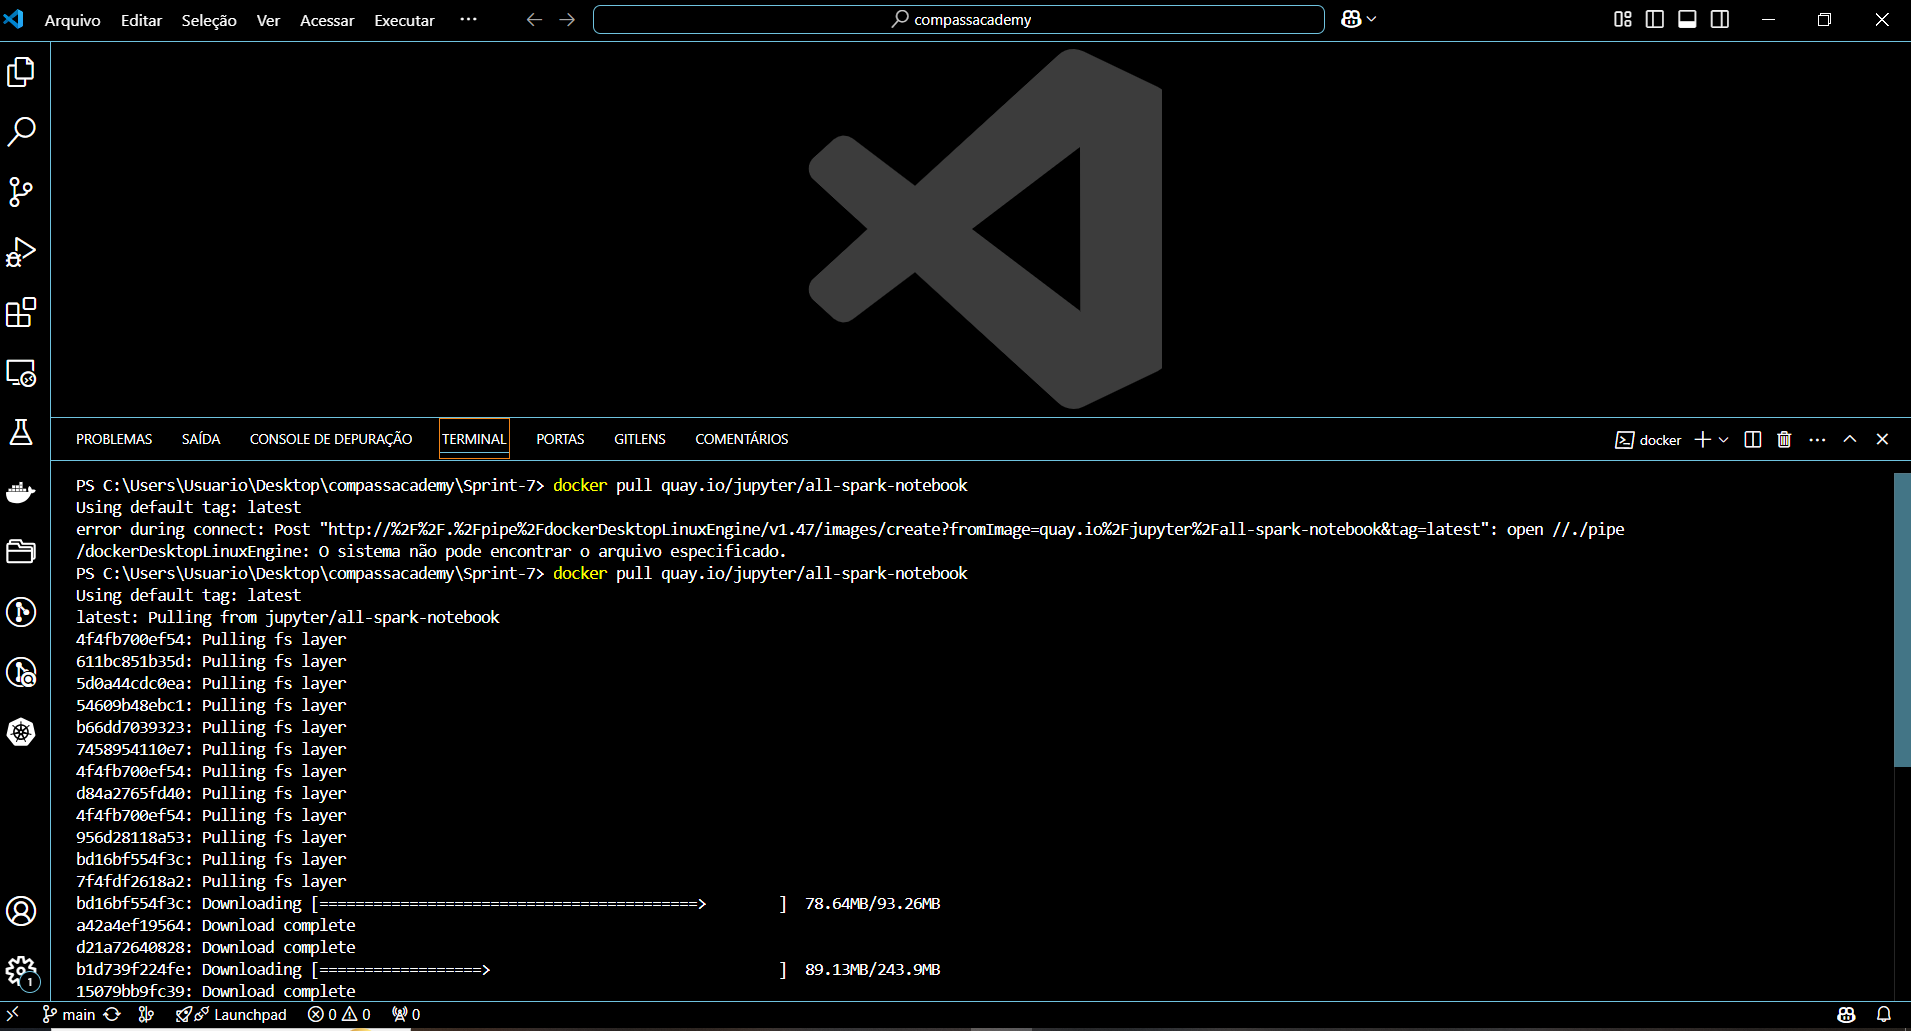 Arquivo Editar Seleção Ver Acessar Executar ··· compassacademy
PROBLEMAS SAÍDA CONSOLE DE DEPURAÇÃO TERMINAL PORTAS GITLENS COMENTÁRIOS docker
PS C:\Users\Usuario\Desktop\compassacademy\Sprint-7> docker pull quay.io/jupyter/all-spark-notebook
Using default tag: latest
error during connect: Post "http://%2F%2F.%2Fpipe%2FdockerDesktopLinuxEngine/v1.47/images/create?fromImage=quay.io%2Fjupyter%2Fall-spark-notebook&tag=latest": open //./pipe
/dockerDesktopLinuxEngine: O sistema não pode encontrar o arquivo especificado.
PS C:\Users\Usuario\Desktop\compassacademy\Sprint-7> docker pull quay.io/jupyter/all-spark-notebook
Using default tag: latest
latest: Pulling from jupyter/all-spark-notebook
4f4fb700ef54: Pulling fs layer
611bc851b35d: Pulling fs layer
5d0a44cdc0ea: Pulling fs layer
54609b48ebc1: Pulling fs layer
b66dd7039323: Pulling fs layer
7458954110e7: Pulling fs layer
4f4fb700ef54: Pulling fs layer
d84a2765fd40: Pulling fs layer
4f4fb700ef54: Pulling fs layer
956d28118a53: Pulling fs layer
bd16bf554f3c: Pulling fs layer
7f4fdf2618a2: Pulling fs layer
bd16bf554f3c: Downloading [==========================================>        ]  78.64MB/93.26MB
a42a4ef19564: Download complete
d21a72640828: Download complete
b1d739f224fe: Downloading [==================>                                ]  89.13MB/243.9MB
15079bb9fc39: Download complete
1
main Launchpad 0 0 0